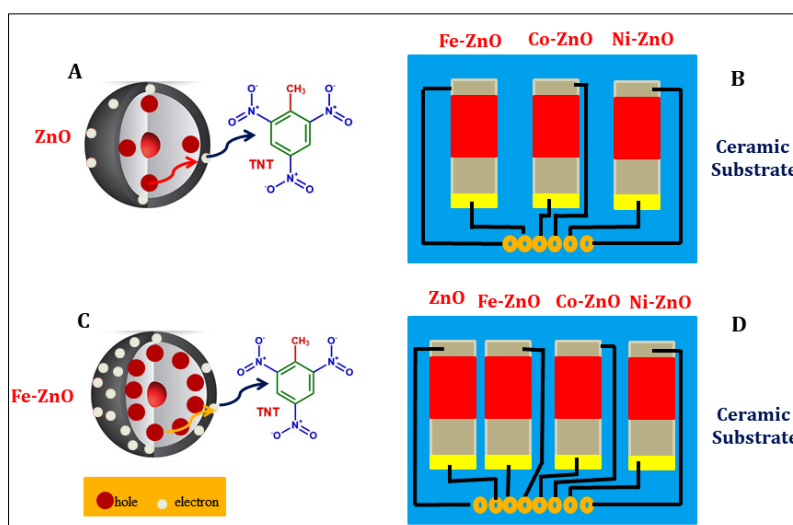 A
ZnO
CH₃
N⁺
O⁻
O
N⁺
O⁻
O
N⁺
⁻O
O
TNT
Fe-ZnO
Co-ZnO
Ni-ZnO
B
Ceramic
Substrate
C
Fe-ZnO
CH₃
N⁺
O⁻
O
N⁺
O⁻
O
N⁺
⁻O
O
TNT
hole
electron
ZnO
Fe-ZnO
Co-ZnO
Ni-ZnO
D
Ceramic
Substrate